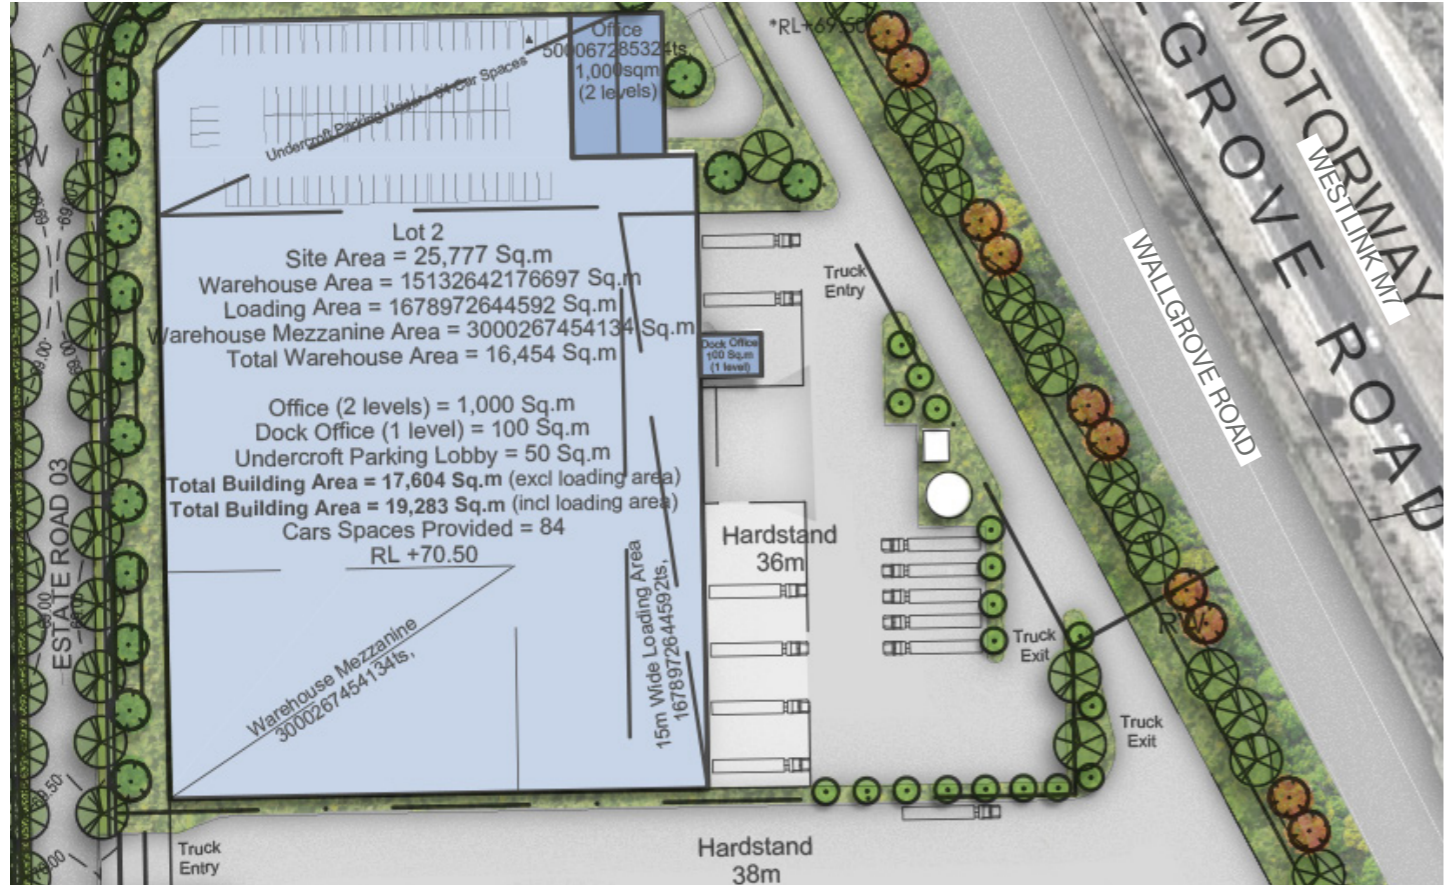 *RL+69.50
Office
500067285324ts,
1,000sqm
(2 levels)
Undercroft Parking Under - 84 Car Spaces
MOTORWAY
WESTLINK M7
GROVE ROAD
WALLGROVE ROAD
Lot 2
Site Area = 25,777 Sq.m
Warehouse Area = 15132642176697 Sq.m
Loading Area = 1678972644592 Sq.m
Warehouse Mezzanine Area = 3000267454134 Sq.m
Total Warehouse Area = 16,454 Sq.m
Office (2 levels) = 1,000 Sq.m
Dock Office (1 level) = 100 Sq.m
Undercroft Parking Lobby = 50 Sq.m
Total Building Area = 17,604 Sq.m (excl loading area)
Total Building Area = 19,283 Sq.m (incl loading area)
Cars Spaces Provided = 84
RL +70.50
Truck
Entry
Dock Office
100 Sq.m
(1 level)
Hardstand
36m
15m Wide Loading Area
1678972644592ts,
Warehouse Mezzanine
3000267454134ts,
ESTATE ROAD 03
Truck
Exit
Truck
Exit
Truck
Entry
Hardstand
38m